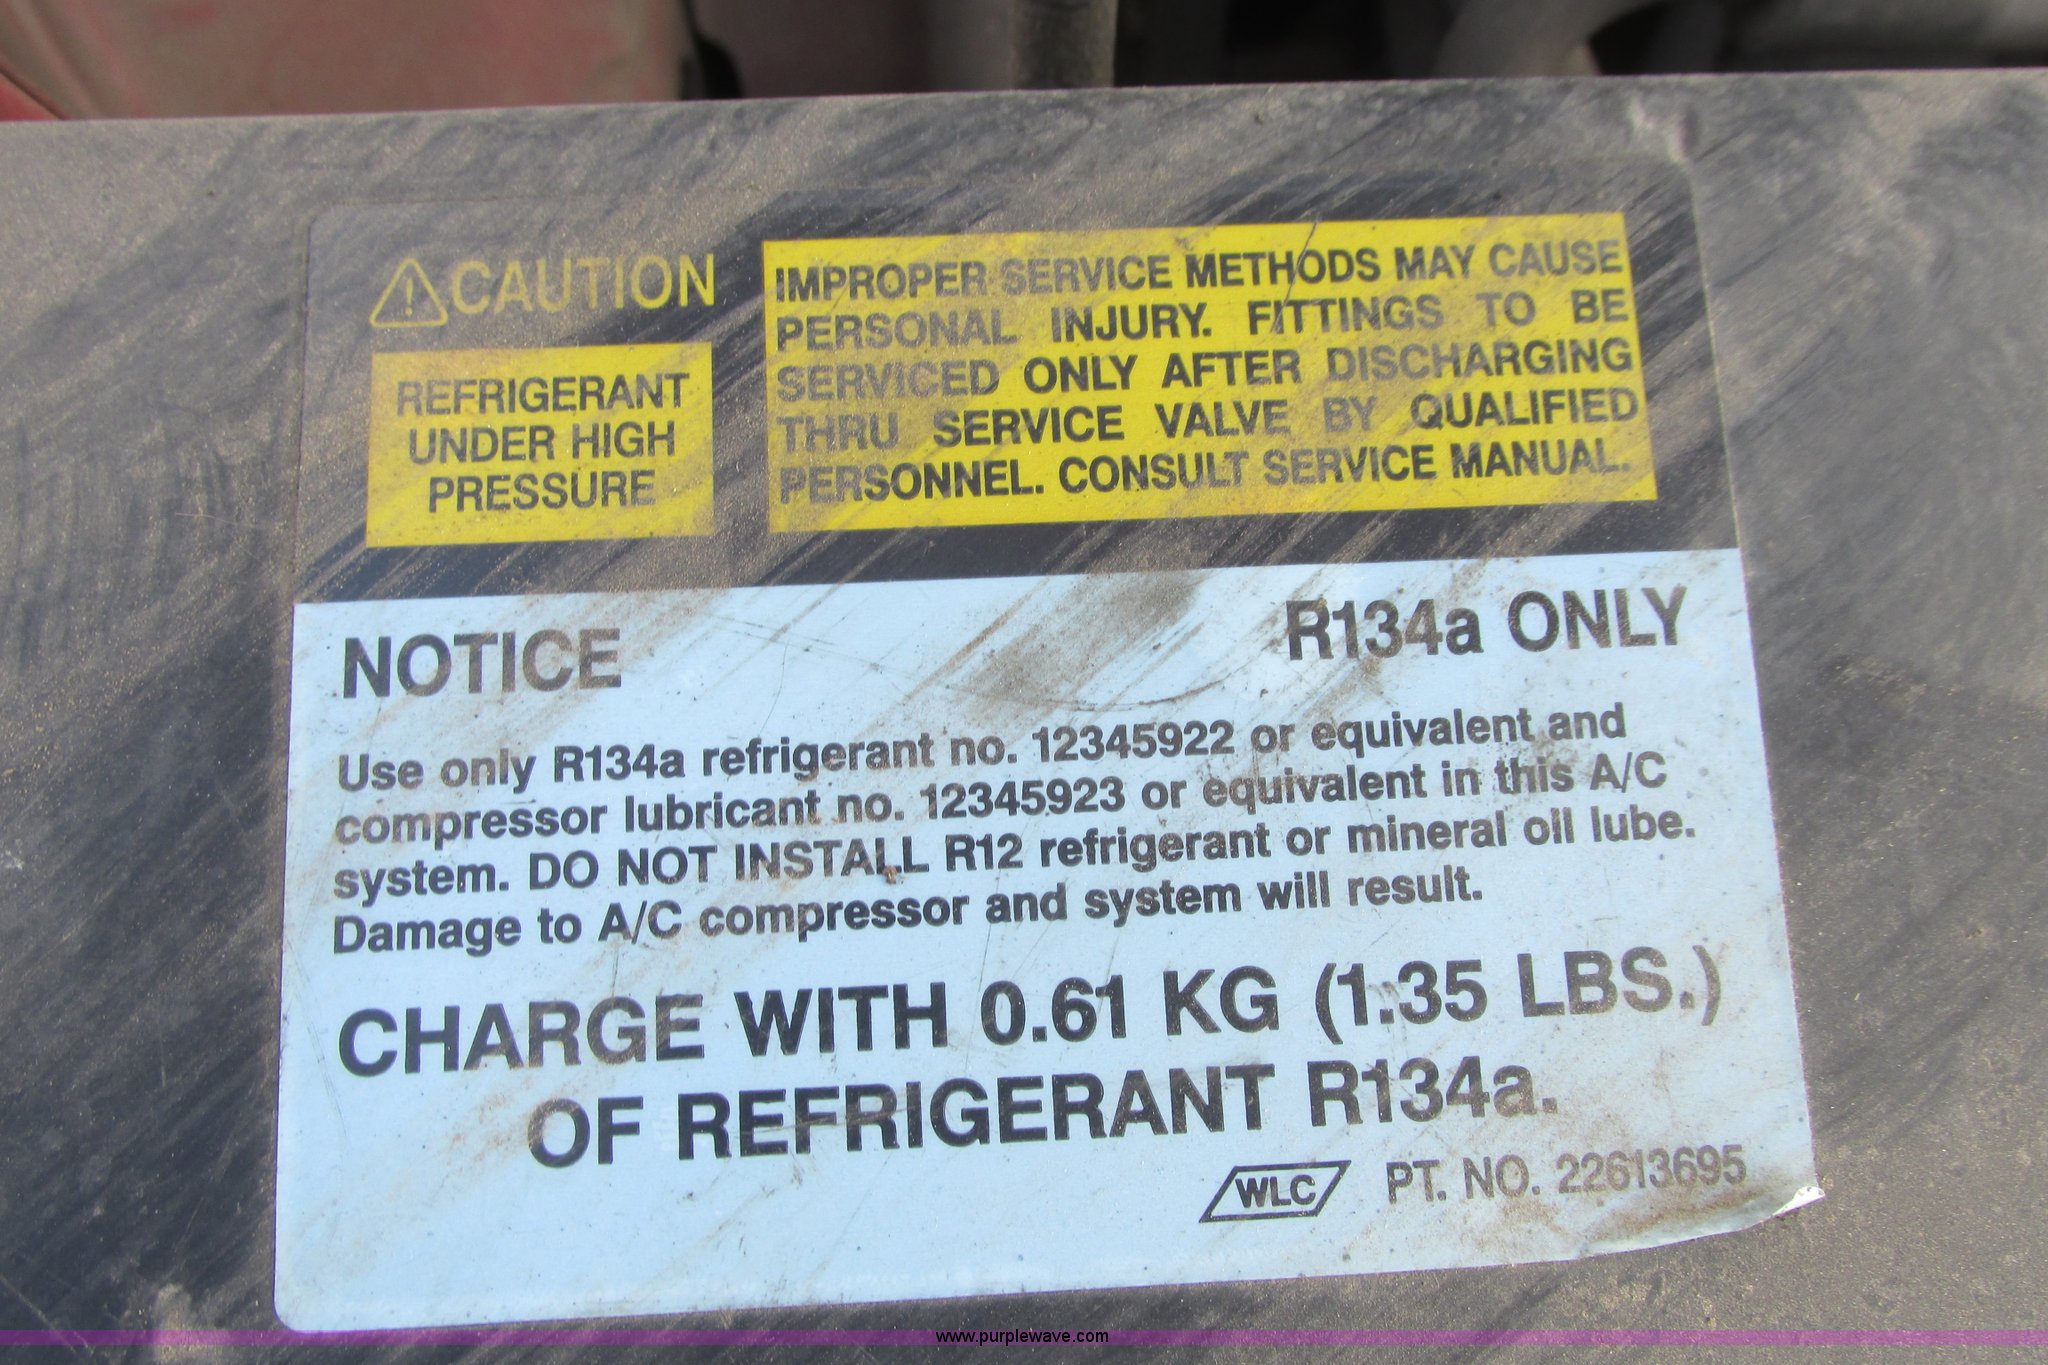 CAUTION
REFRIGERANT
UNDER HIGH
PRESSURE
IMPROPER SERVICE METHODS MAY CAUSE
PERSONAL INJURY. FITTINGS TO BE
SERVICED ONLY AFTER DISCHARGING
THRU SERVICE VALVE BY QUALIFIED
PERSONNEL. CONSULT SERVICE MANUAL.
NOTICE R134a ONLY
Use only R134a refrigerant no. 12345922 or equivalent and
compressor lubricant no. 12345923 or equivalent in this A/C
system. DO NOT INSTALL R12 refrigerant or mineral oil lube.
Damage to A/C compressor and system will result.
CHARGE WITH 0.61 KG (1.35 LBS.)
OF REFRIGERANT R134a.
WLC PT. NO. 22613695
www.purplewave.com